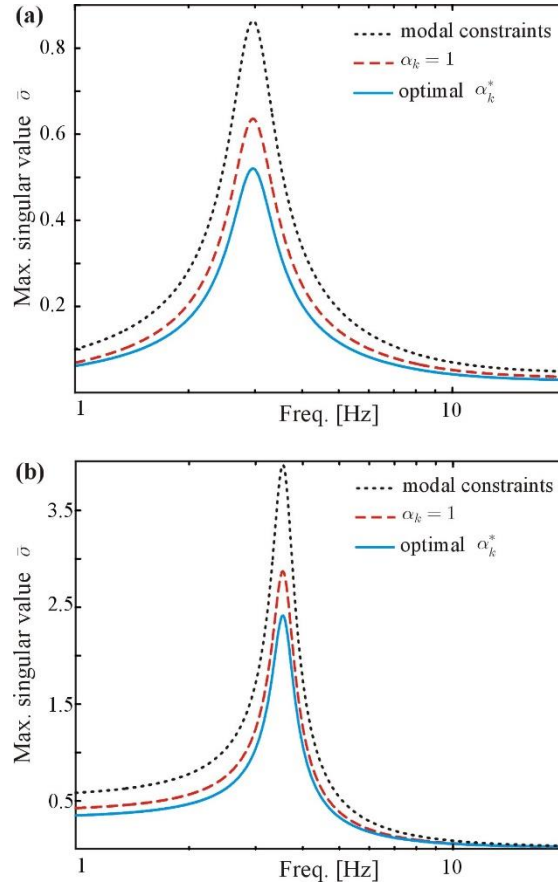 (a)
0.8
0.6
0.4
0.2
Max. singular value σ̄
modal constraints
αₖ = 1
optimal αₖ*
1
10
Freq. [Hz]
(b)
3.5
2.5
1.5
0.5
Max. singular value σ̄
modal constraints
αₖ = 1
optimal αₖ*
1
10
Freq. [Hz]